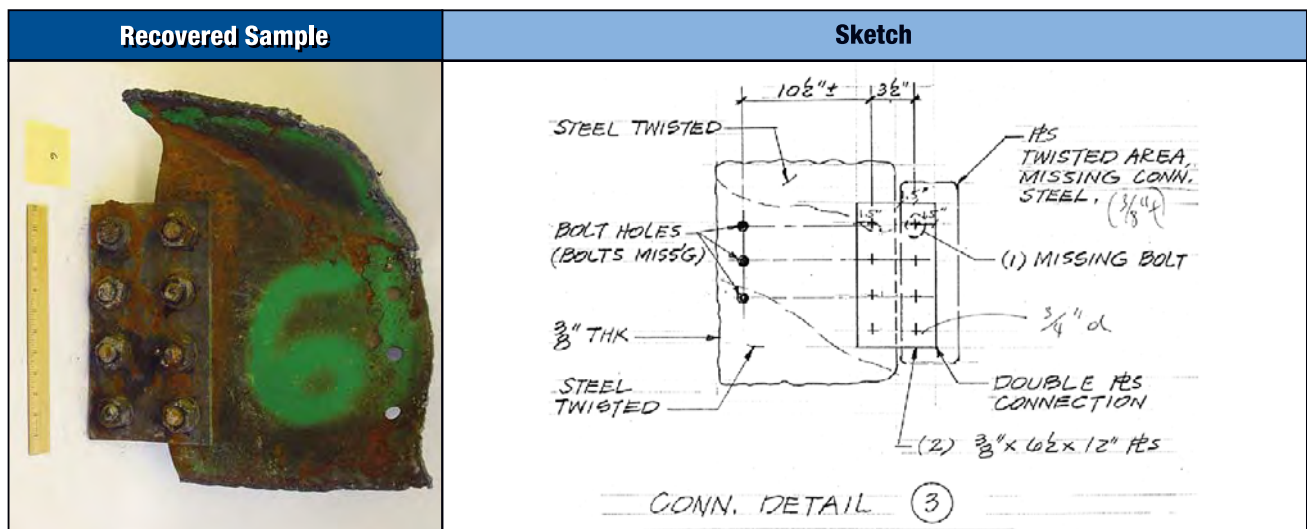 Recovered Sample
Sketch
10½"±
3½"
STEEL TWISTED
PLS
TWISTED AREA,
MISSING CONN.
STEEL. (3/8"±)
1.5"
1.5"
1.5"
BOLT HOLES
(BOLTS MISS'G)
(1) MISSING BOLT
3/4" d
3/8" THK
STEEL
TWISTED
DOUBLE PLS
CONNECTION
(2) 3/8" x 6½ x 12" PLS
CONN. DETAIL 3
6